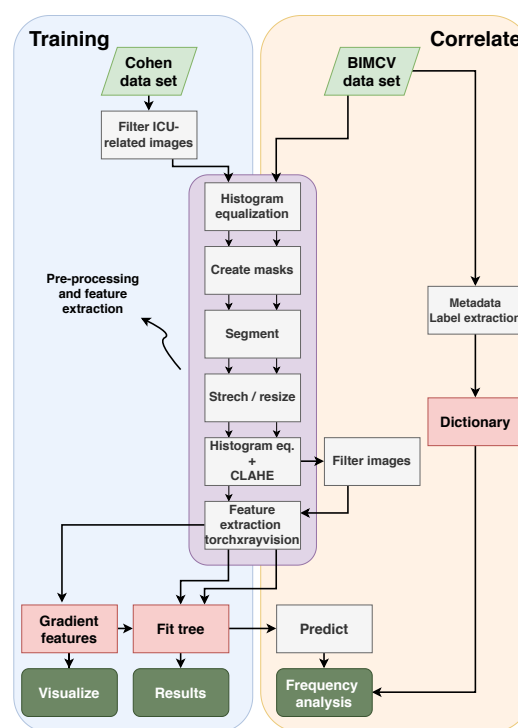 Training
Correlate
Cohen
data set
BIMCV
data set
Filter ICU-
related images
Histogram
equalization
Create masks
Pre-processing
and feature
extraction
Metadata
Label extraction
Segment
Strech / resize
Dictionary
Histogram eq.
+
CLAHE
Filter images
Feature
extraction
torchxrayvision
Gradient
features
Fit tree
Predict
Visualize
Results
Frequency
analysis